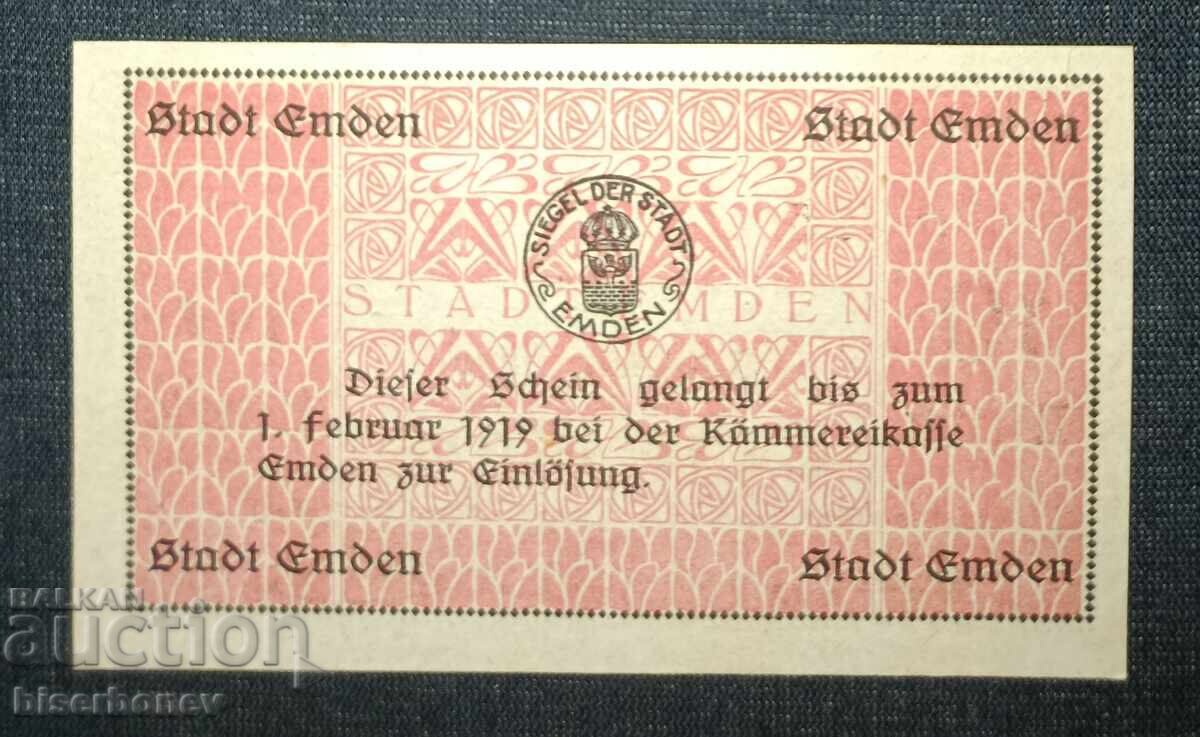 Stadt Emden
Stadt Emden
SIEGEL DER STADT
EMDEN
STADT EMDEN
Dieser Schein gelangt bis zum
1. Februar 1919 bei der Kämmereikasse
Emden zur Einlösung.
Stadt Emden
Stadt Emden
BALKAN
auction
biserbonev